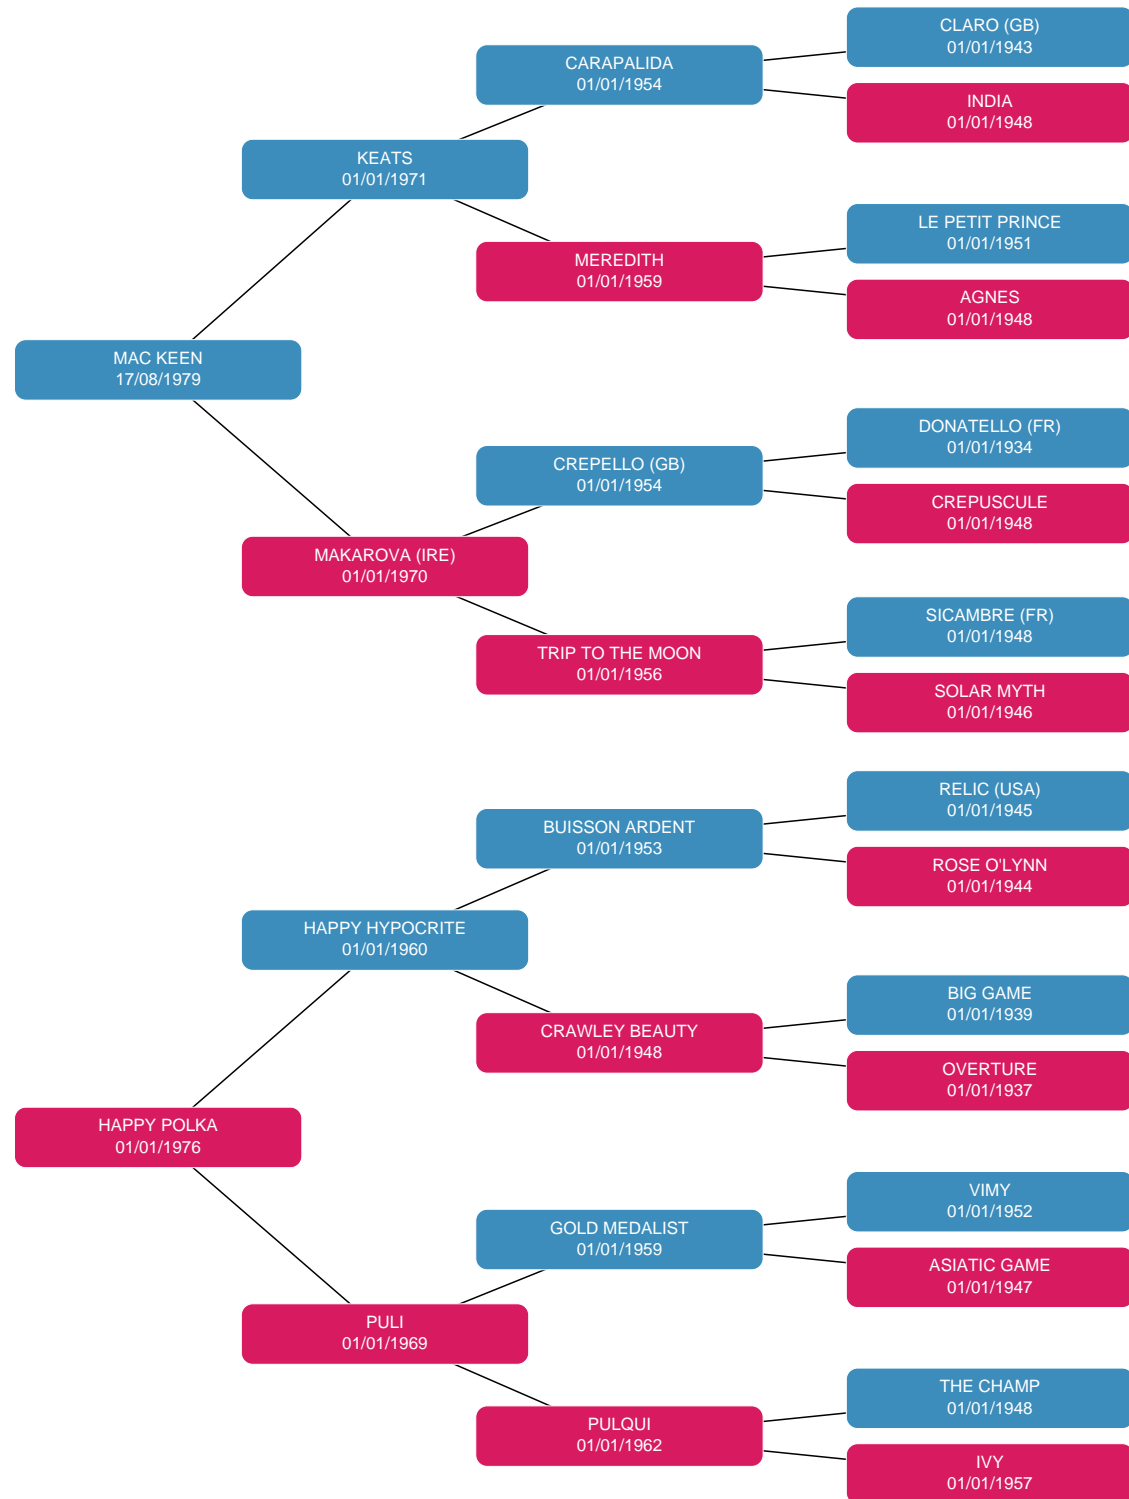 CLARO (GB)
01/01/1943
CARAPALIDA
01/01/1954
INDIA
01/01/1948
KEATS
01/01/1971
LE PETIT PRINCE
01/01/1951
MEREDITH
01/01/1959
AGNES
01/01/1948
MAC KEEN
17/08/1979
DONATELLO (FR)
01/01/1934
CREPELLO (GB)
01/01/1954
CREPUSCULE
01/01/1948
MAKAROVA (IRE)
01/01/1970
SICAMBRE (FR)
01/01/1948
TRIP TO THE MOON
01/01/1956
SOLAR MYTH
01/01/1946
RELIC (USA)
01/01/1945
BUISSON ARDENT
01/01/1953
ROSE O'LYNN
01/01/1944
HAPPY HYPOCRITE
01/01/1960
BIG GAME
01/01/1939
CRAWLEY BEAUTY
01/01/1948
OVERTURE
01/01/1937
HAPPY POLKA
01/01/1976
VIMY
01/01/1952
GOLD MEDALIST
01/01/1959
ASIATIC GAME
01/01/1947
PULI
01/01/1969
THE CHAMP
01/01/1948
PULQUI
01/01/1962
IVY
01/01/1957